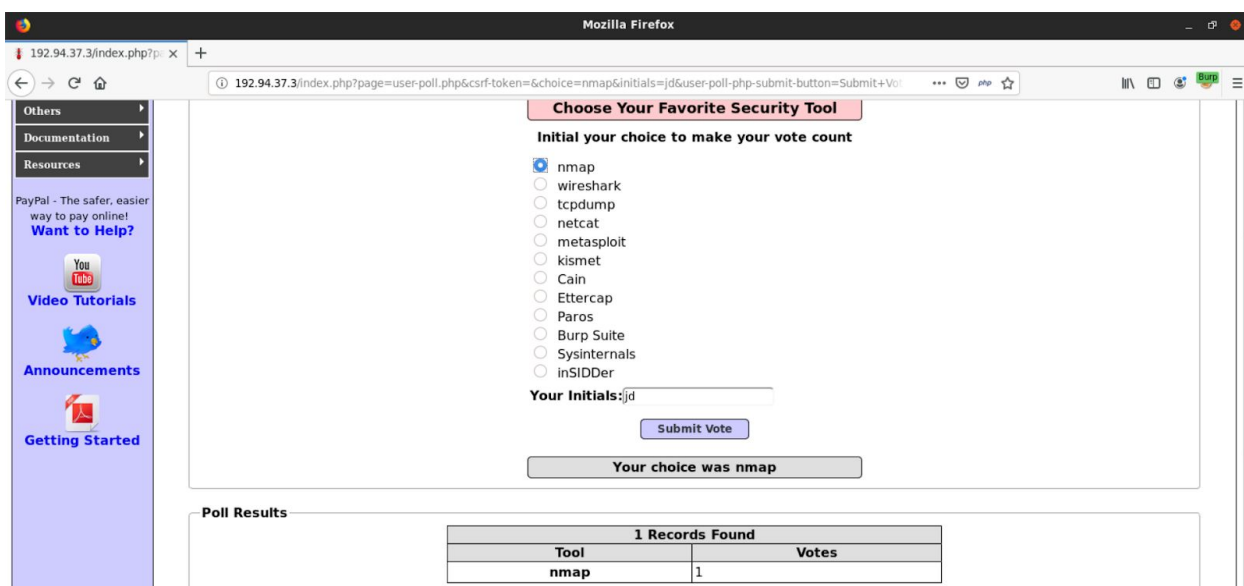 Mozilla Firefox
192.94.37.3/index.php?pa
192.94.37.3/index.php?page=user-poll.php&csrf-token=&choice=nmap&initials=jd&user-poll-php-submit-button=Submit+Vo
php
Burp
Others
Documentation
Resources
PayPal - The safer, easier
way to pay online!
Want to Help?
You
Tube
Video Tutorials
Announcements
Getting Started
Choose Your Favorite Security Tool
Initial your choice to make your vote count
nmap
wireshark
tcpdump
netcat
metasploit
kismet
Cain
Ettercap
Paros
Burp Suite
Sysinternals
inSIDDer
Your Initials:jd
Submit Vote
Your choice was nmap
Poll Results
1 Records Found
Tool Votes
nmap 1